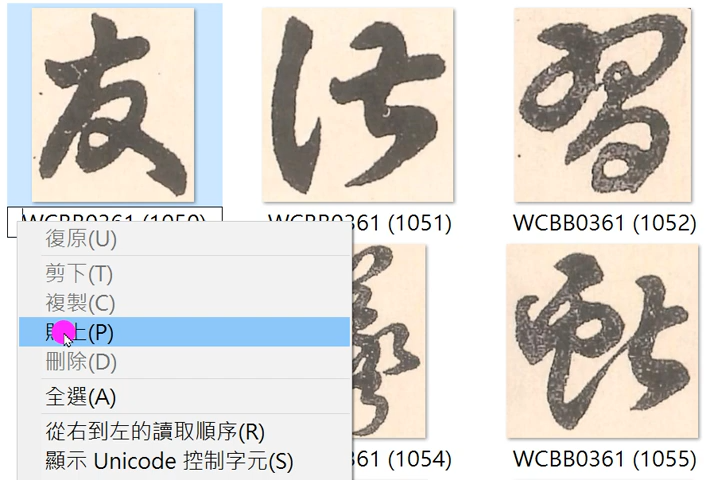 友
習
WCBB0361 (1050)
WCBB0361 (1051)
WCBB0361 (1052)
復原(U)
剪下(T)
複製(C)
貼上(P)
刪除(D)
全選(A)
從右到左的讀取順序(R)
顯示 Unicode 控制字元(S)
361 (1054)
WCBB0361 (1055)